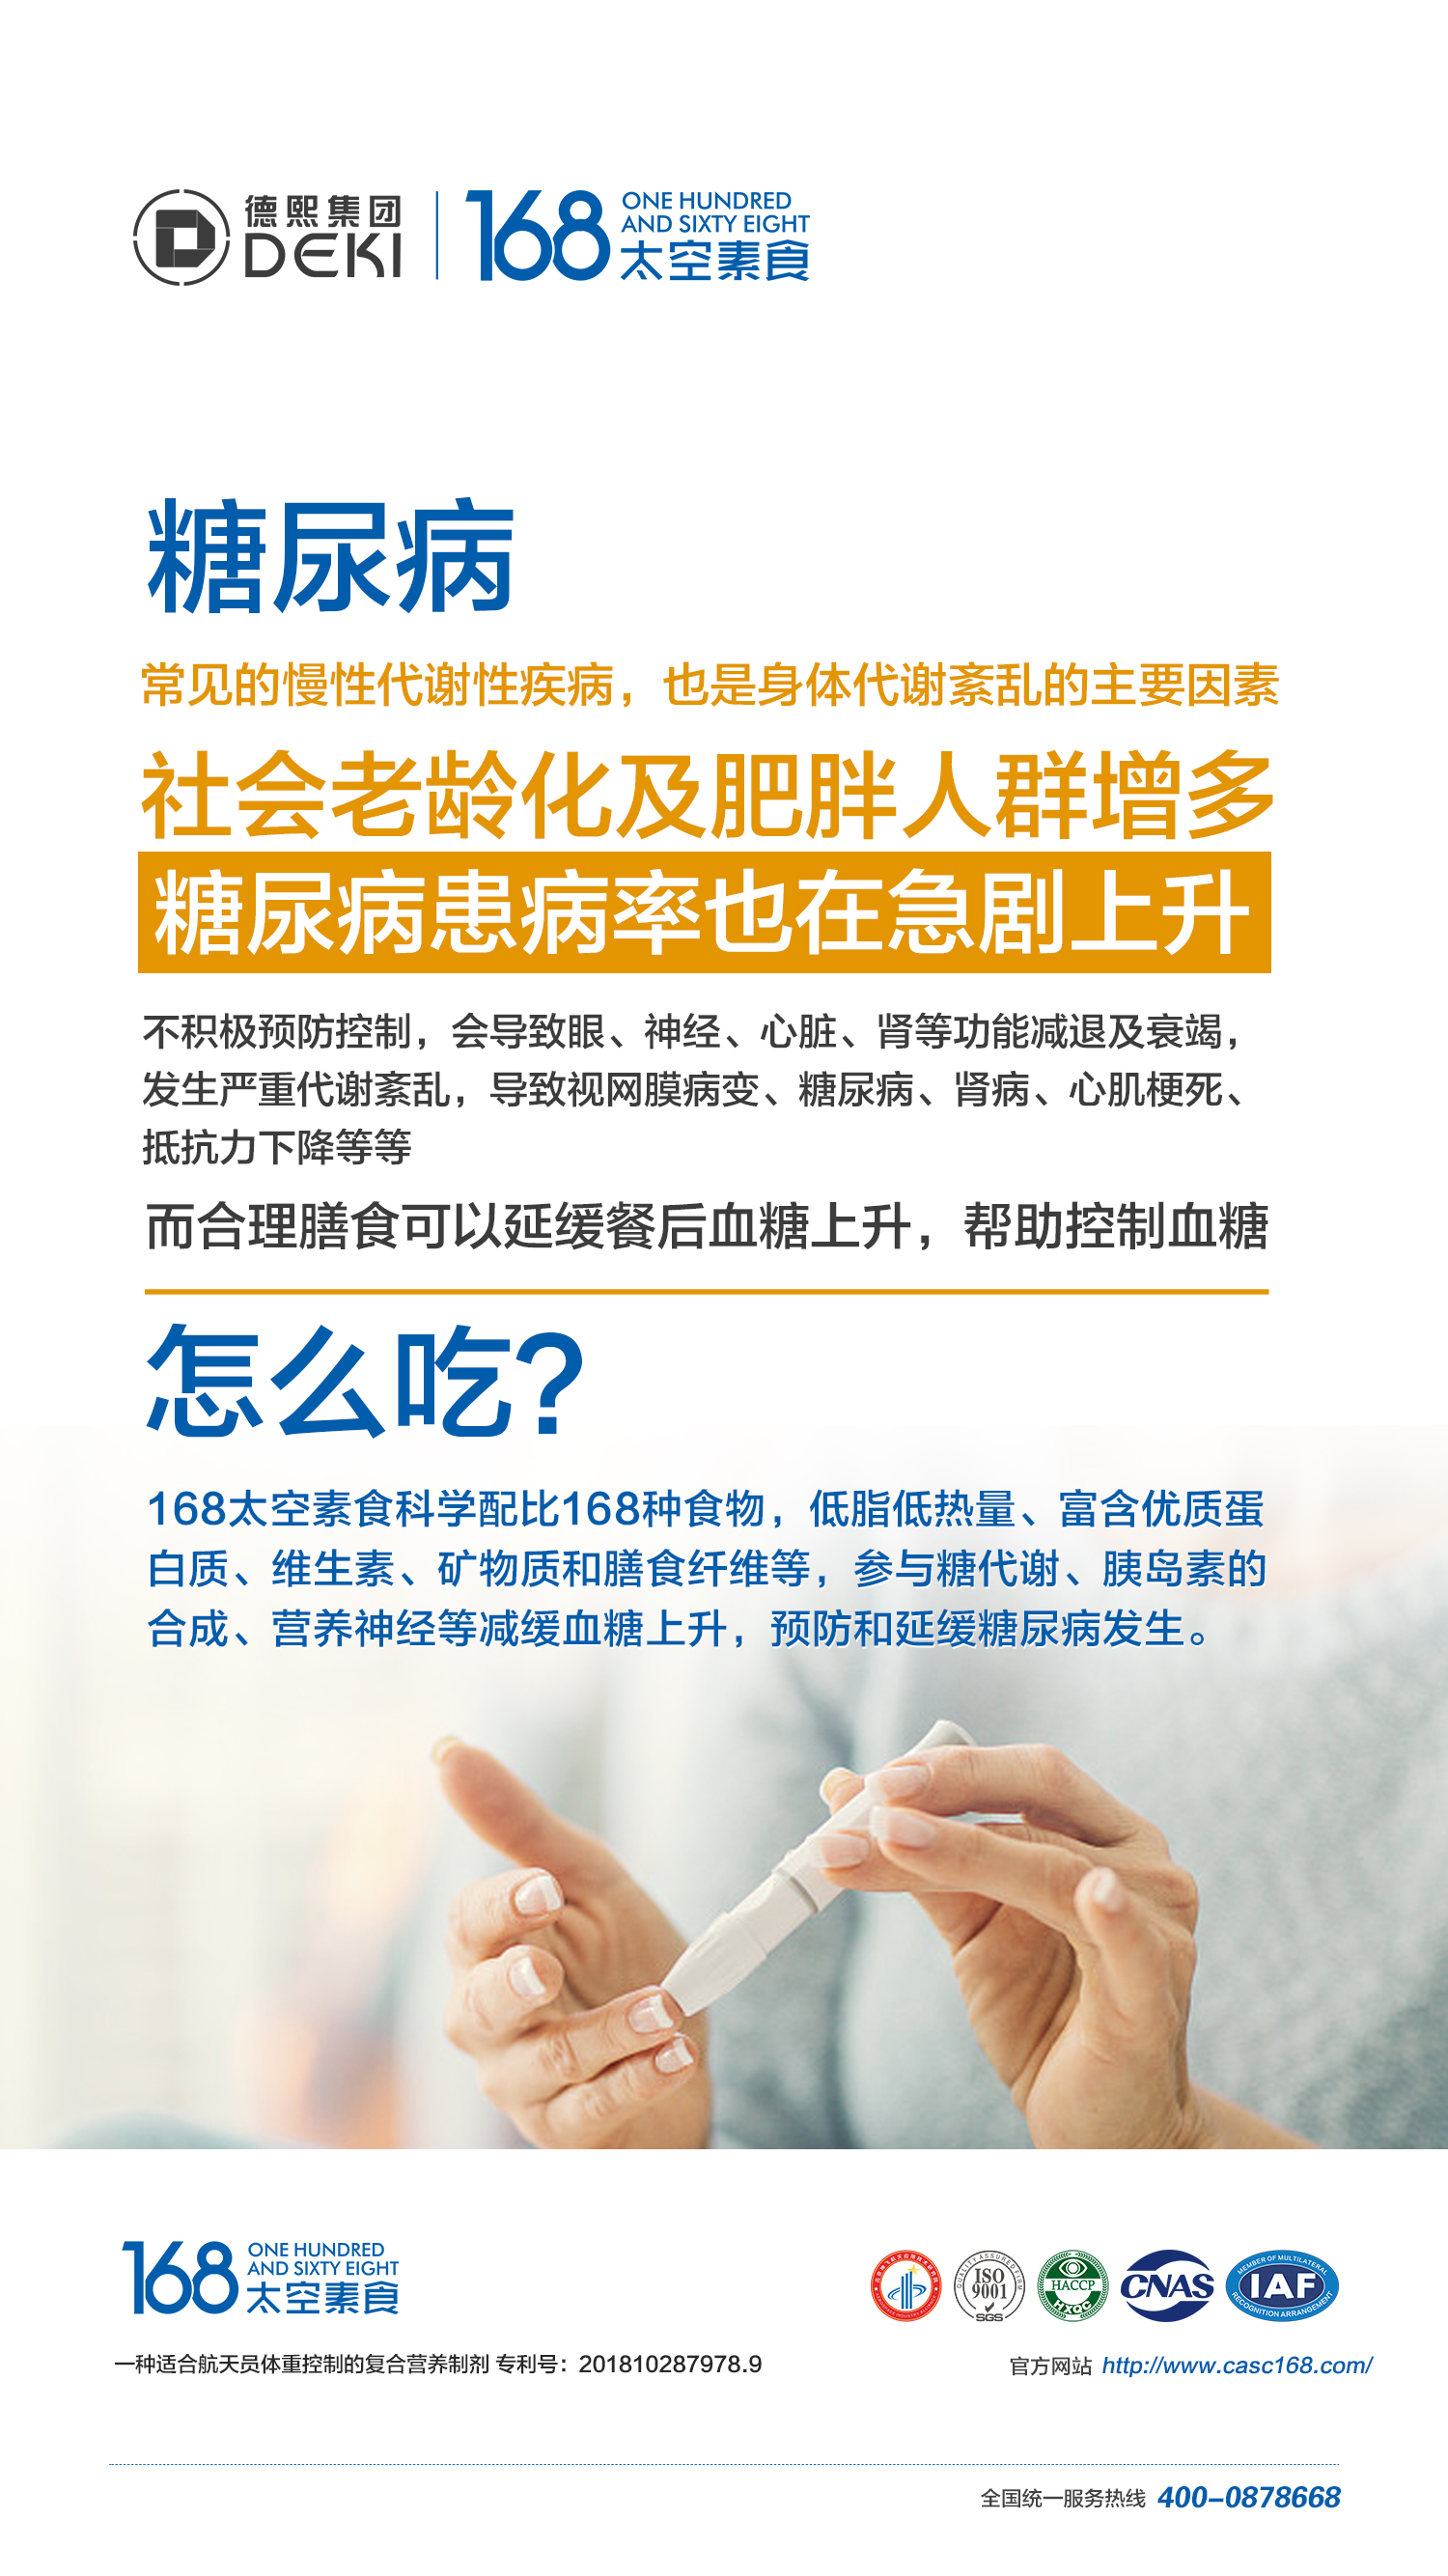 德熙集团
DEKI
168
ONE HUNDRED
AND SIXTY EIGHT
太空素食
糖尿病
常见的慢性代谢性疾病，也是身体代谢紊乱的主要因素
社会老龄化及肥胖人群增多
糖尿病患病率也在急剧上升
不积极预防控制，会导致眼、神经、心脏、肾等功能减退及衰竭，
发生严重代谢紊乱，导致视网膜病变、糖尿病、肾病、心肌梗死、
抵抗力下降等等
而合理膳食可以延缓餐后血糖上升，帮助控制血糖
怎么吃?
168太空素食科学配比168种食物，低脂低热量、富含优质蛋
白质、维生素、矿物质和膳食纤维等，参与糖代谢、胰岛素的
合成、营养神经等减缓血糖上升，预防和延缓糖尿病发生。
168
ONE HUNDRED
AND SIXTY EIGHT
太空素食
QUALITY ASSURED FIRM
ISO
9001
SGS
HACCP
HXQC
CNAS
MEMBER OF MULTILATERAL
IAF
RECOGNITION ARRANGEMENT
一种适合航天员体重控制的复合营养制剂 专利号：201810287978.9
官方网站 http://www.casc168.com/
全国统一服务热线 400-0878668